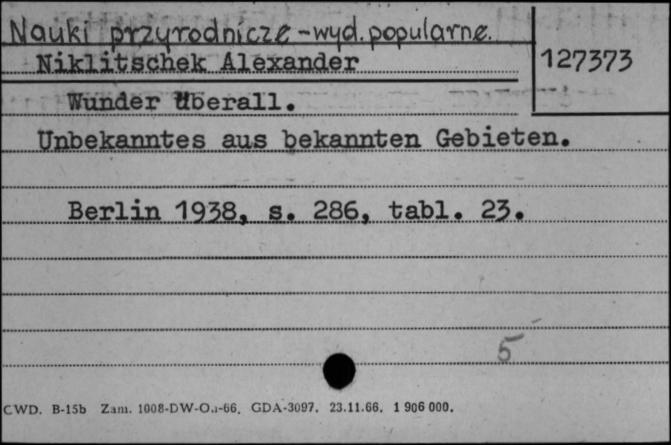 Nauki przyrodnicze - wyd. popularne.
Niklitschek Alexander
127373
Wunder überall.
Unbekanntes aus bekannten Gebieten.
Berlin 1938, s. 286, tabl. 23.
5
CWD. B-15b Zam. 1008-DW-O.-66. GDA-3097. 23.11.66. 1 906 000.